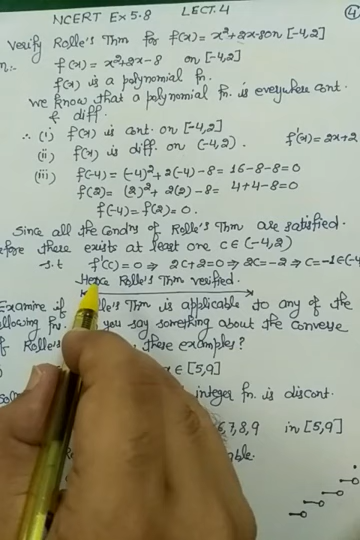 NCERT Ex 5.8 LECT. 4
4
Verify Rolle's Thm for f(x) = x²+2x-8 on [-4,2]
f(x) = x²+2x-8 on [-4,2]
f(x) is a polynomial fn.
We know that a polynomial fn. is everywhere cont.
& diff.
∴ (i) f(x) is cont. on [-4,2]
(ii) f(x) is diff. on (-4,2). f'(x) = 2x+2
(iii) f(-4) = (-4)²+2(-4)-8 = 16-8-8 = 0
f(2) = (2)²+2(2)-8 = 4+4-8 = 0
f(-4) = f(2) = 0.
Since all the condns of Rolle's Thm are satisfied.
there exists at least one c ∈ (-4,2)
s.t f'(c) = 0 ⇒ 2c+2=0 ⇒ 2c=-2 ⇒ c=-1 ∈ (-4
Hence Rolle's Thm verified.
Examine if Rolle's Thm is applicable to any of the
fns. you say something about the converse
of Rolle's these examples?
∈ [5,9]
integer fn. is discont.
6,7,8,9 in [5,9]